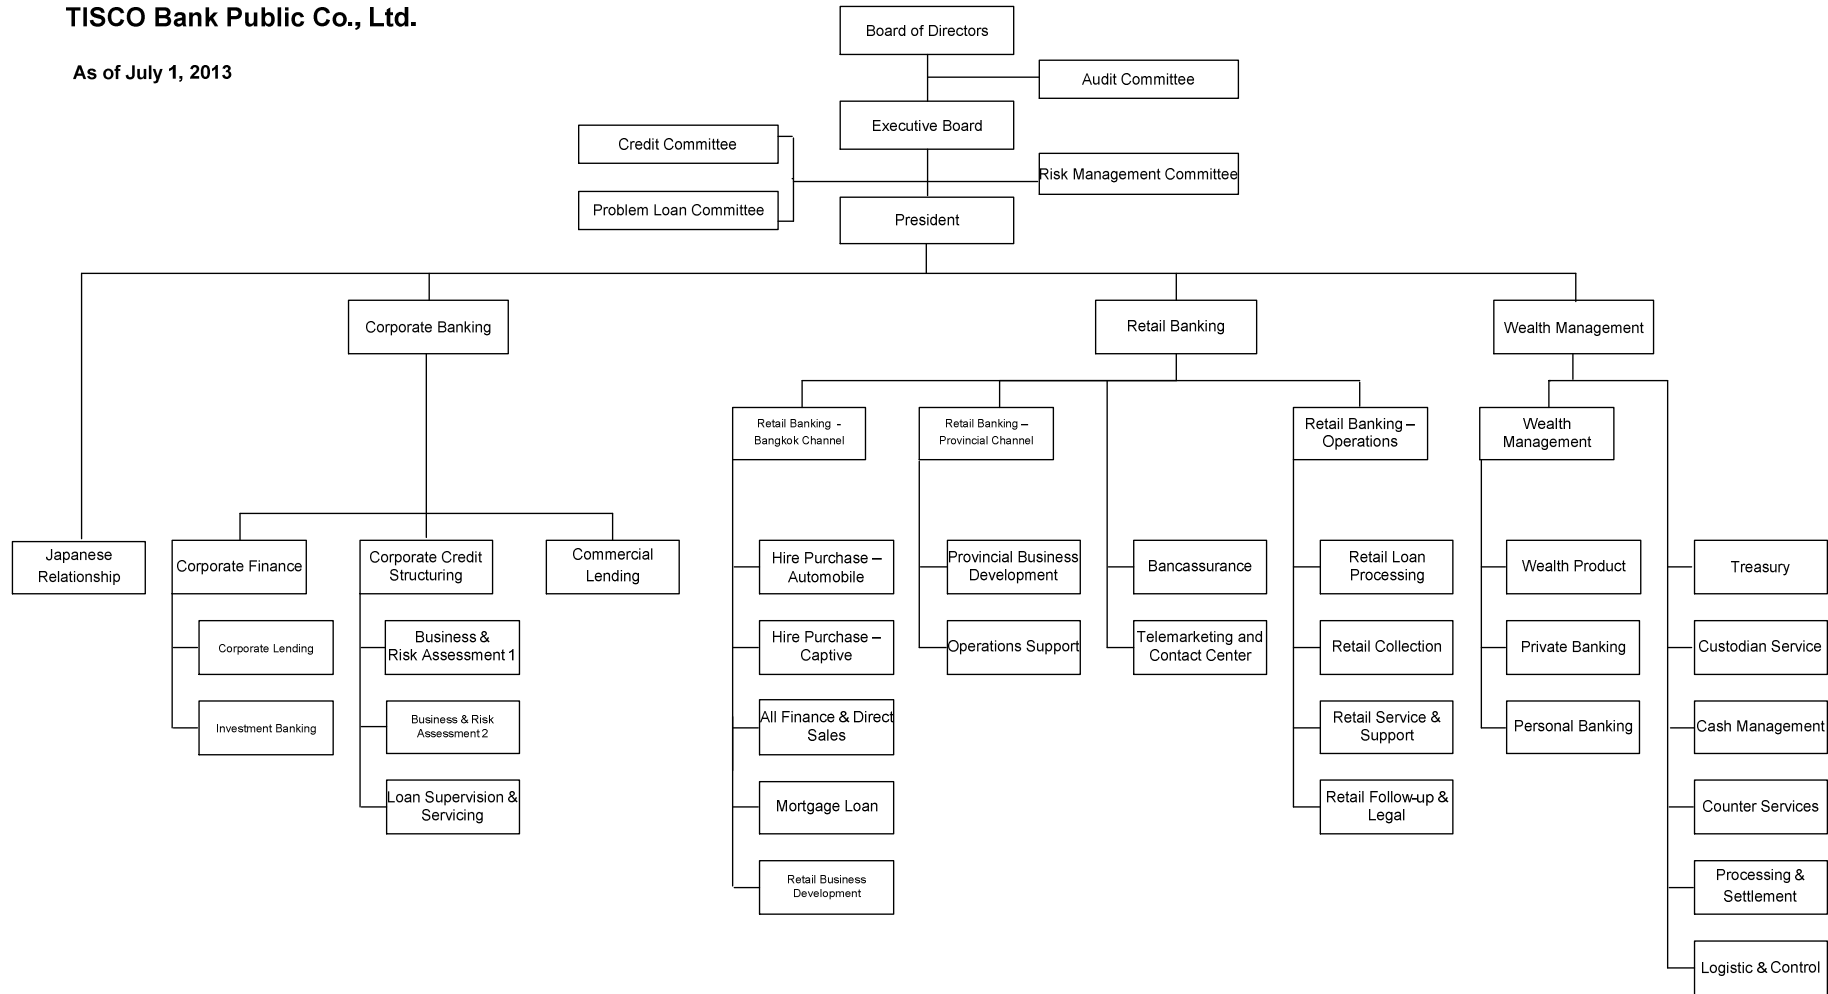 TISCO Bank Public Co., Ltd.
As of July 1, 2013
Board of Directors
Audit Committee
Executive Board
Credit Committee
Risk Management Committee
Problem Loan Committee
President
Corporate Banking
Retail Banking
Wealth Management
Retail Banking -
Bangkok Channel
Retail Banking –
Provincial Channel
Retail Banking –
Operations
Wealth
Management
Japanese
Relationship
Corporate Finance
Corporate Credit
Structuring
Commercial
Lending
Hire Purchase –
Automobile
Provincial Business
Development
Bancassurance
Retail Loan
Processing
Wealth Product
Treasury
Corporate Lending
Business &
Risk Assessment 1
Hire Purchase –
Captive
Operations Support
Telemarketing and
Contact Center
Retail Collection
Private Banking
Custodian Service
Investment Banking
Business & Risk
Assessment 2
All Finance & Direct
Sales
Retail Service &
Support
Personal Banking
Cash Management
Loan Supervision &
Servicing
Mortgage Loan
Retail Follow-up &
Legal
Counter Services
Retail Business
Development
Processing &
Settlement
Logistic & Control